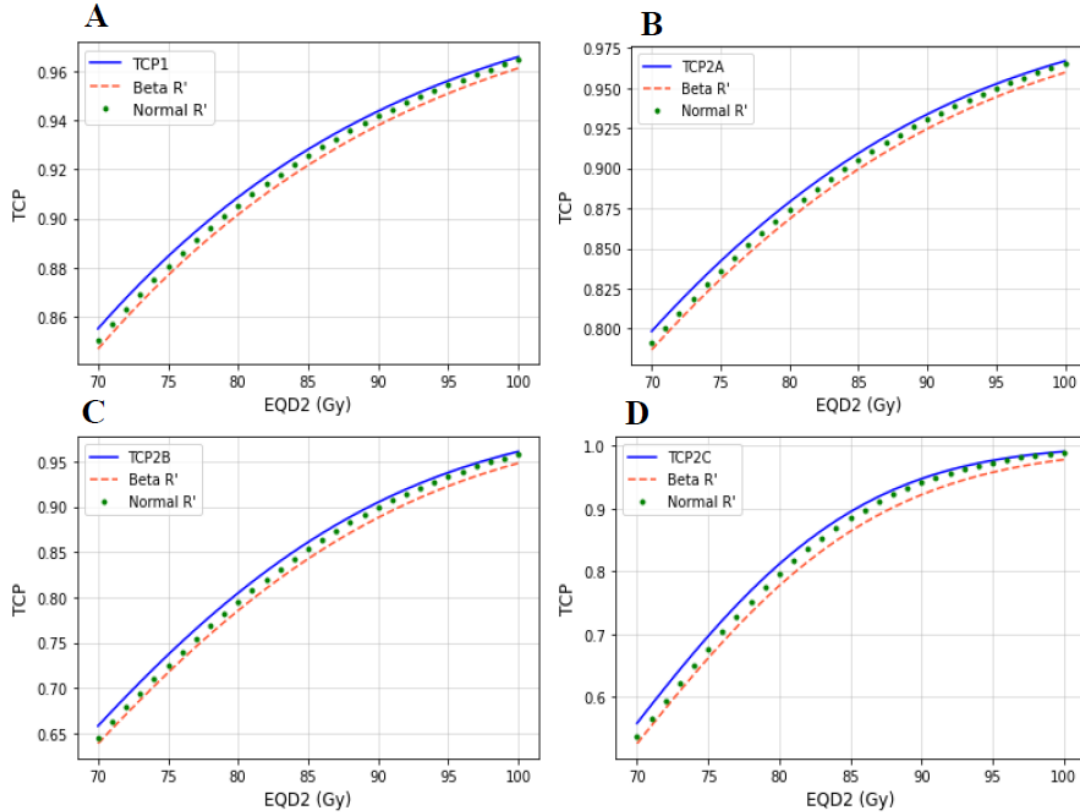 A
TCP1
Beta R'
Normal R'
0.96
0.94
0.92
0.90
0.88
0.86
TCP
70 75 80 85 90 95 100
EQD2 (Gy)
B
TCP2A
Beta R'
Normal R'
0.975
0.950
0.925
0.900
0.875
0.850
0.825
0.800
TCP
70 75 80 85 90 95 100
EQD2 (Gy)
C
TCP2B
Beta R'
Normal R'
0.95
0.90
0.85
0.80
0.75
0.70
0.65
TCP
70 75 80 85 90 95 100
EQD2 (Gy)
D
TCP2C
Beta R'
Normal R'
1.0
0.9
0.8
0.7
0.6
TCP
70 75 80 85 90 95 100
EQD2 (Gy)